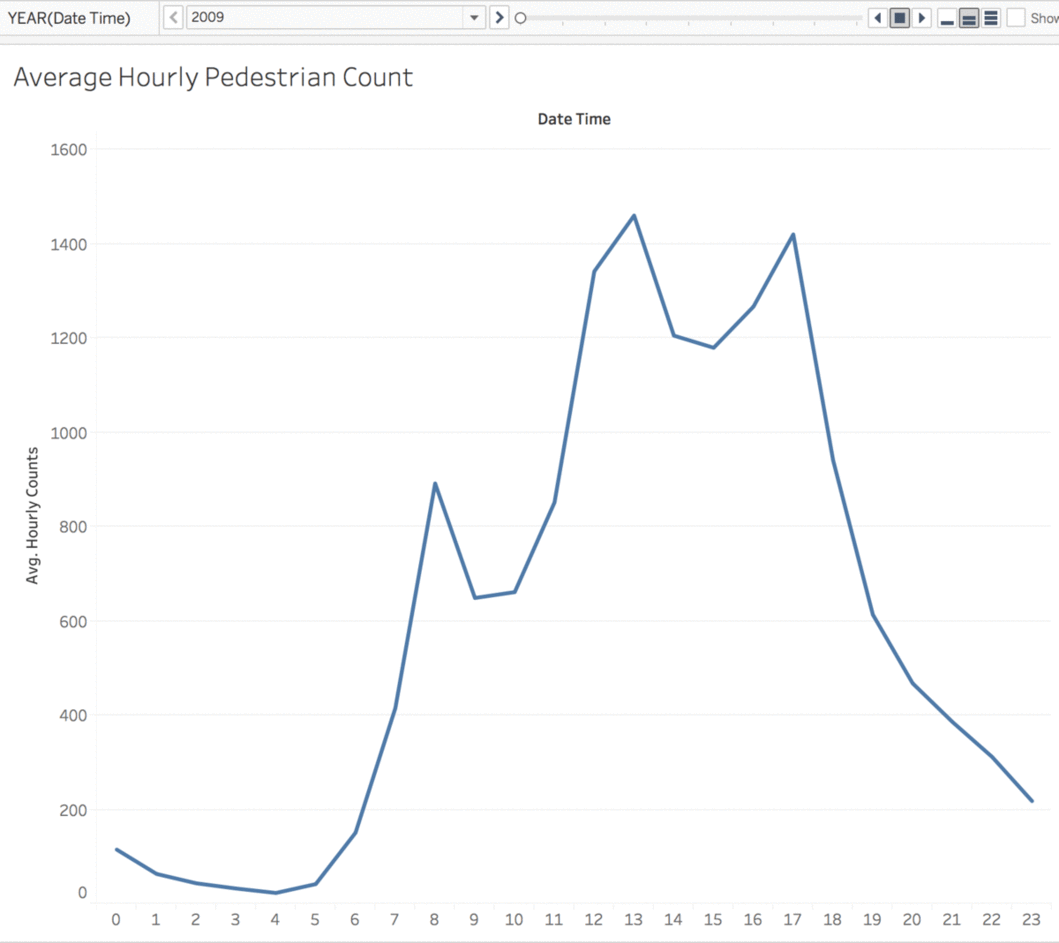 YEAR(Date Time) 2009 Show
Average Hourly Pedestrian Count
Date Time
1600
1400
1200
1000
800
600
400
200
0
Avg. Hourly Counts
0 1 2 3 4 5 6 7 8 9 10 11 12 13 14 15 16 17 18 19 20 21 22 23